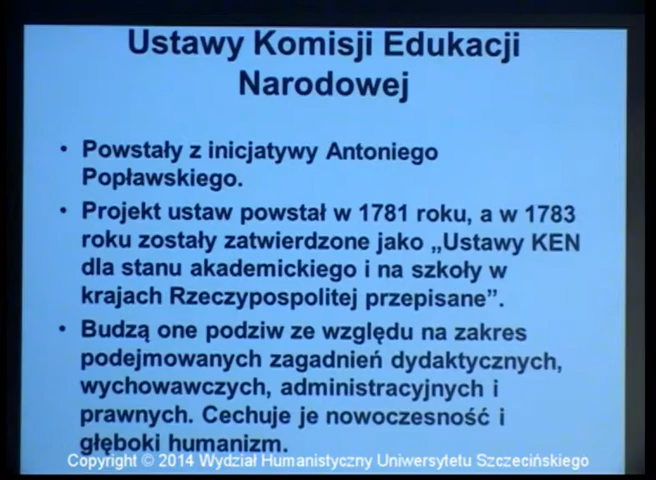 Ustawy Komisji Edukacji
Narodowej
• Powstały z inicjatywy Antoniego
Popławskiego.
• Projekt ustaw powstał w 1781 roku, a w 1783
roku zostały zatwierdzone jako „Ustawy KEN
dla stanu akademickiego i na szkoły w
krajach Rzeczypospolitej przepisane”.
• Budzą one podziw ze względu na zakres
podejmowanych zagadnień dydaktycznych,
wychowawczych, administracyjnych i
prawnych. Cechuje je nowoczesność i
głęboki humanizm.
Copyright © 2014 Wydział Humanistyczny Uniwersytetu Szczecińskiego